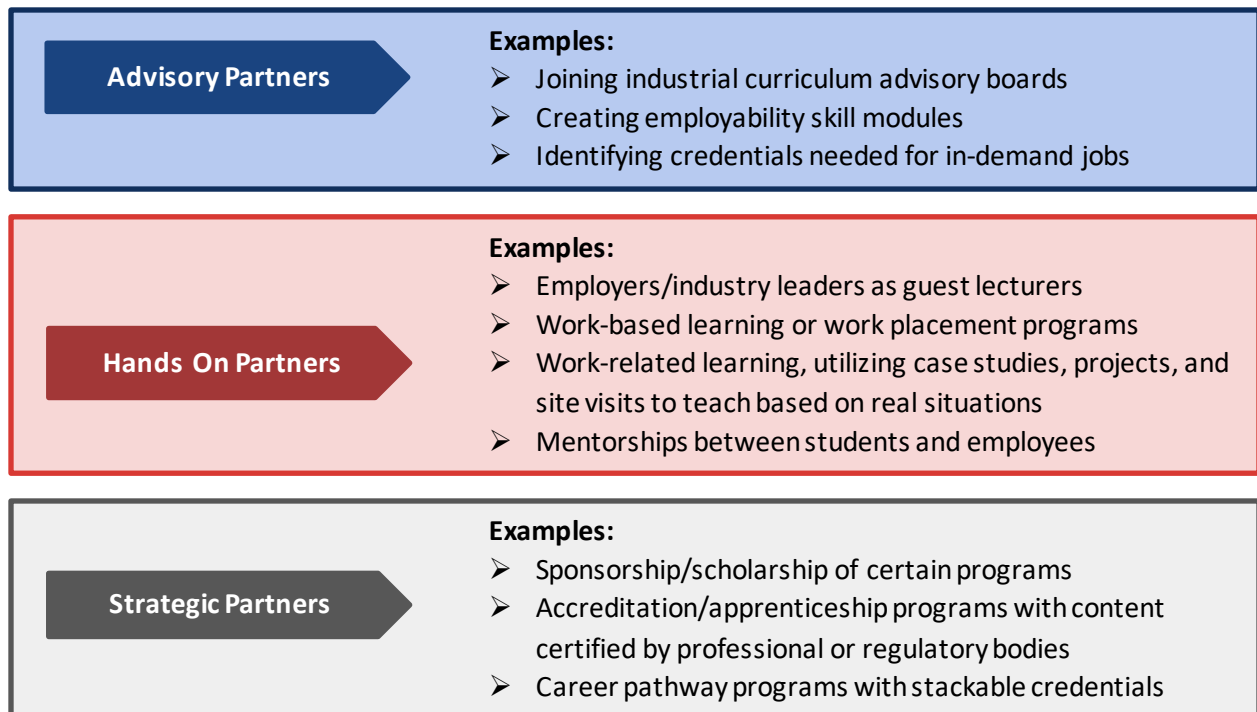 Advisory Partners
Examples:
➢ Joining industrial curriculum advisory boards
➢ Creating employability skill modules
➢ Identifying credentials needed for in-demand jobs
Hands On Partners
Examples:
➢ Employers/industry leaders as guest lecturers
➢ Work-based learning or work placement programs
➢ Work-related learning, utilizing case studies, projects, and
site visits to teach based on real situations
➢ Mentorships between students and employees
Strategic Partners
Examples:
➢ Sponsorship/scholarship of certain programs
➢ Accreditation/apprenticeship programs with content
certified by professional or regulatory bodies
➢ Career pathway programs with stackable credentials